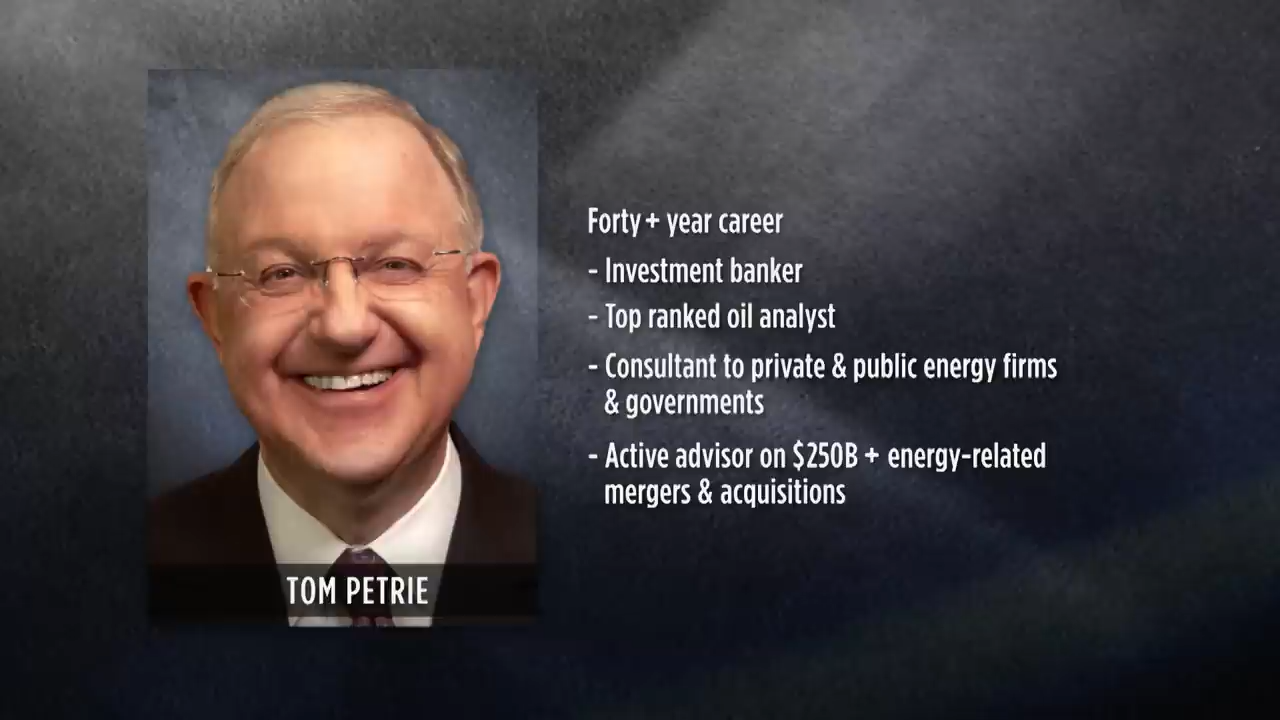 Forty + year career
- Investment banker
- Top ranked oil analyst
- Consultant to private & public energy firms
& governments
- Active advisor on $250B + energy-related
mergers & acquisitions
TOM PETRIE